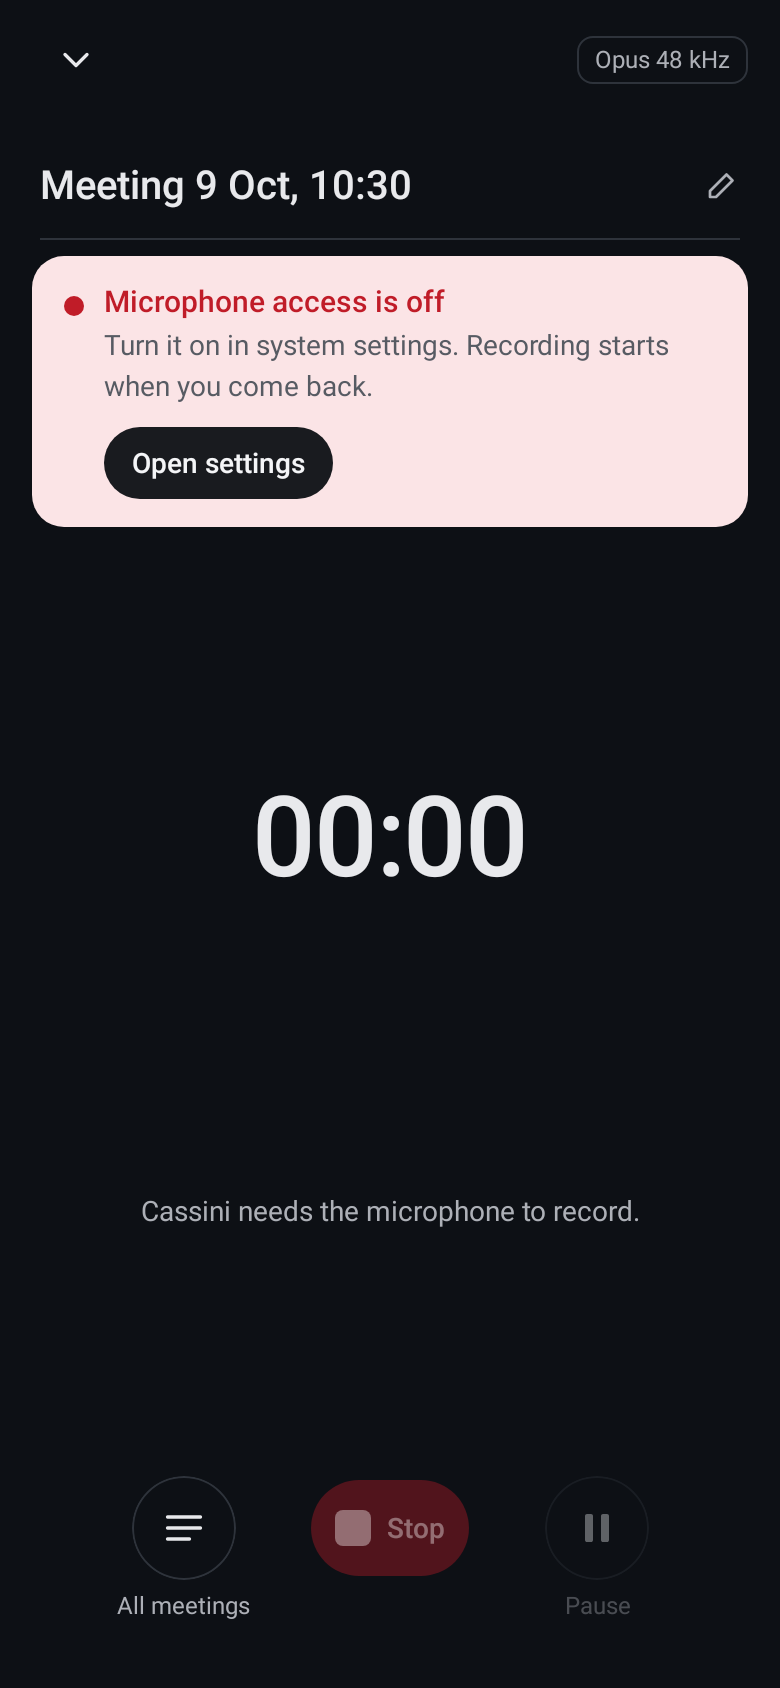 Opus 48 kHz
Meeting 9 Oct, 10:30
Microphone access is off
Turn it on in system settings. Recording starts
when you come back.
Open settings
00:00
Cassini needs the microphone to record.
Stop
All meetings
Pause